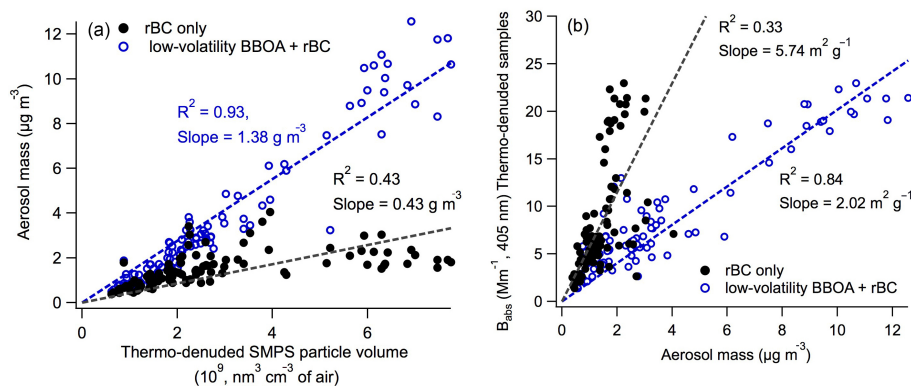 (a)
rBC only
low-volatility BBOA + rBC
R² = 0.93,
Slope = 1.38 g m⁻³
R² = 0.43
Slope = 0.43 g m⁻³
Aerosol mass (µg m⁻³)
12
10
8
6
4
2
0
0
2
4
6
Thermo-denuded SMPS particle volume
(10⁹, nm³ cm⁻³ of air)
(b)
R² = 0.33
Slope = 5.74 m² g⁻¹
R² = 0.84
Slope = 2.02 m² g⁻¹
rBC only
low-volatility BBOA + rBC
B_abs (Mm⁻¹, 405 nm) Thermo-denuded samples
30
25
20
15
10
5
0
0
2
4
6
8
10
12
Aerosol mass (µg m⁻³)